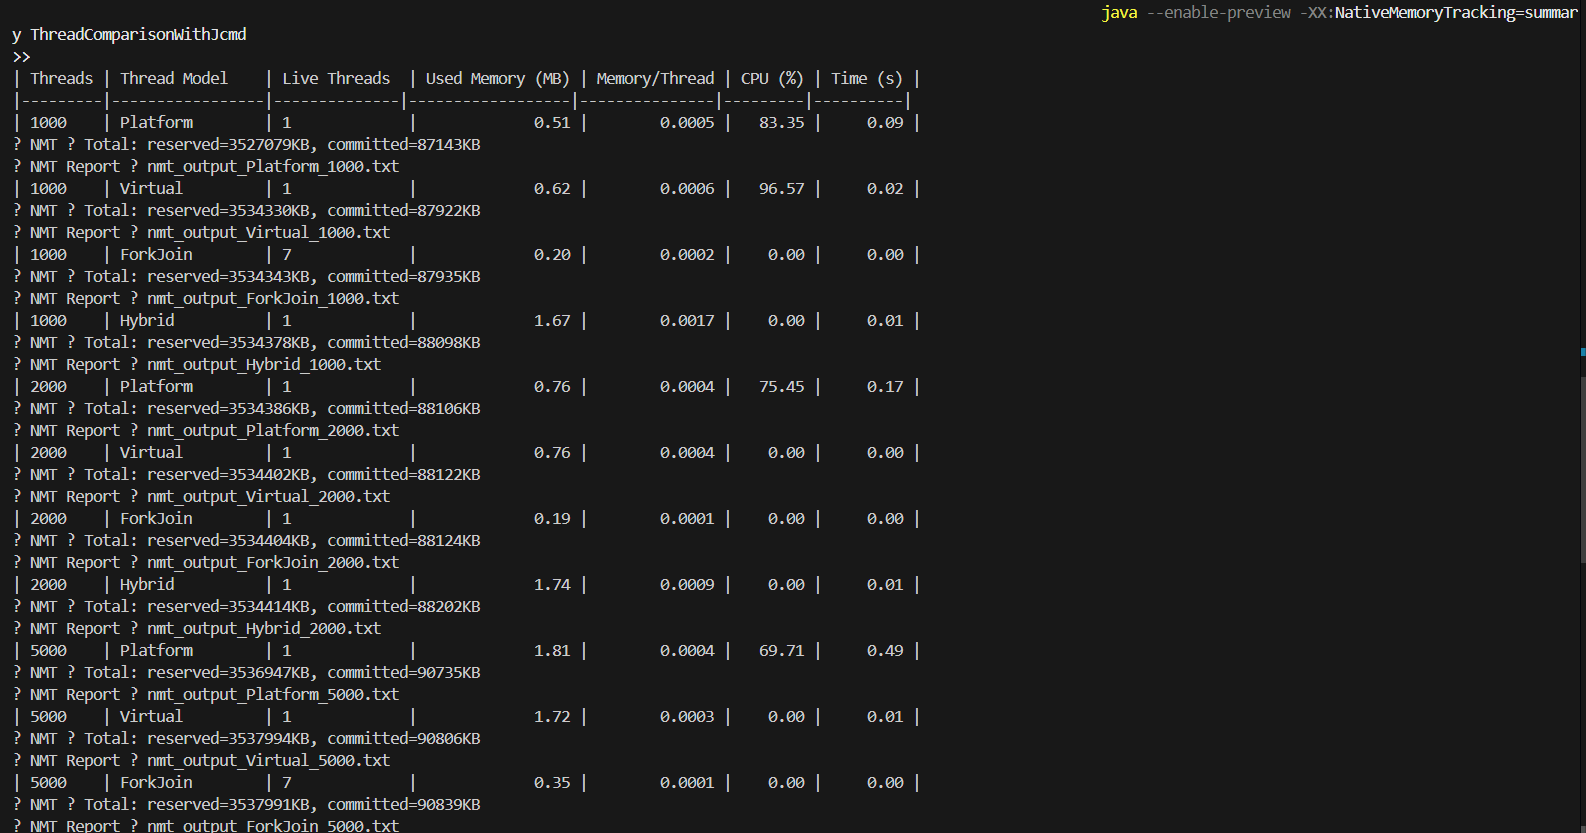 java --enable-preview -XX:NativeMemoryTracking=summar
y ThreadComparisonWithJcmd
>>
| Threads | Thread Model    | Live Threads  | Used Memory (MB) | Memory/Thread | CPU (%) | Time (s) |
|---------|-----------------|--------------|------------------|---------------|---------|----------|
| 1000    | Platform        | 1             |             0.51 |        0.0005 |   83.35 |     0.09 |
? NMT ? Total: reserved=3527079KB, committed=87143KB
? NMT Report ? nmt_output_Platform_1000.txt
| 1000    | Virtual         | 1             |             0.62 |        0.0006 |   96.57 |     0.02 |
? NMT ? Total: reserved=3534330KB, committed=87922KB
? NMT Report ? nmt_output_Virtual_1000.txt
| 1000    | ForkJoin        | 7             |             0.20 |        0.0002 |    0.00 |     0.00 |
? NMT ? Total: reserved=3534343KB, committed=87935KB
? NMT Report ? nmt_output_ForkJoin_1000.txt
| 1000    | Hybrid          | 1             |             1.67 |        0.0017 |    0.00 |     0.01 |
? NMT ? Total: reserved=3534378KB, committed=88098KB
? NMT Report ? nmt_output_Hybrid_1000.txt
| 2000    | Platform        | 1             |             0.76 |        0.0004 |   75.45 |     0.17 |
? NMT ? Total: reserved=3534386KB, committed=88106KB
? NMT Report ? nmt_output_Platform_2000.txt
| 2000    | Virtual         | 1             |             0.76 |        0.0004 |    0.00 |     0.00 |
? NMT ? Total: reserved=3534402KB, committed=88122KB
? NMT Report ? nmt_output_Virtual_2000.txt
| 2000    | ForkJoin        | 1             |             0.19 |        0.0001 |    0.00 |     0.00 |
? NMT ? Total: reserved=3534404KB, committed=88124KB
? NMT Report ? nmt_output_ForkJoin_2000.txt
| 2000    | Hybrid          | 1             |             1.74 |        0.0009 |    0.00 |     0.01 |
? NMT ? Total: reserved=3534414KB, committed=88202KB
? NMT Report ? nmt_output_Hybrid_2000.txt
| 5000    | Platform        | 1             |             1.81 |        0.0004 |   69.71 |     0.49 |
? NMT ? Total: reserved=3536947KB, committed=90735KB
? NMT Report ? nmt_output_Platform_5000.txt
| 5000    | Virtual         | 1             |             1.72 |        0.0003 |    0.00 |     0.01 |
? NMT ? Total: reserved=3537994KB, committed=90806KB
? NMT Report ? nmt_output_Virtual_5000.txt
| 5000    | ForkJoin        | 7             |             0.35 |        0.0001 |    0.00 |     0.00 |
? NMT ? Total: reserved=3537991KB, committed=90839KB
? NMT Report ? nmt_output_ForkJoin_5000.txt